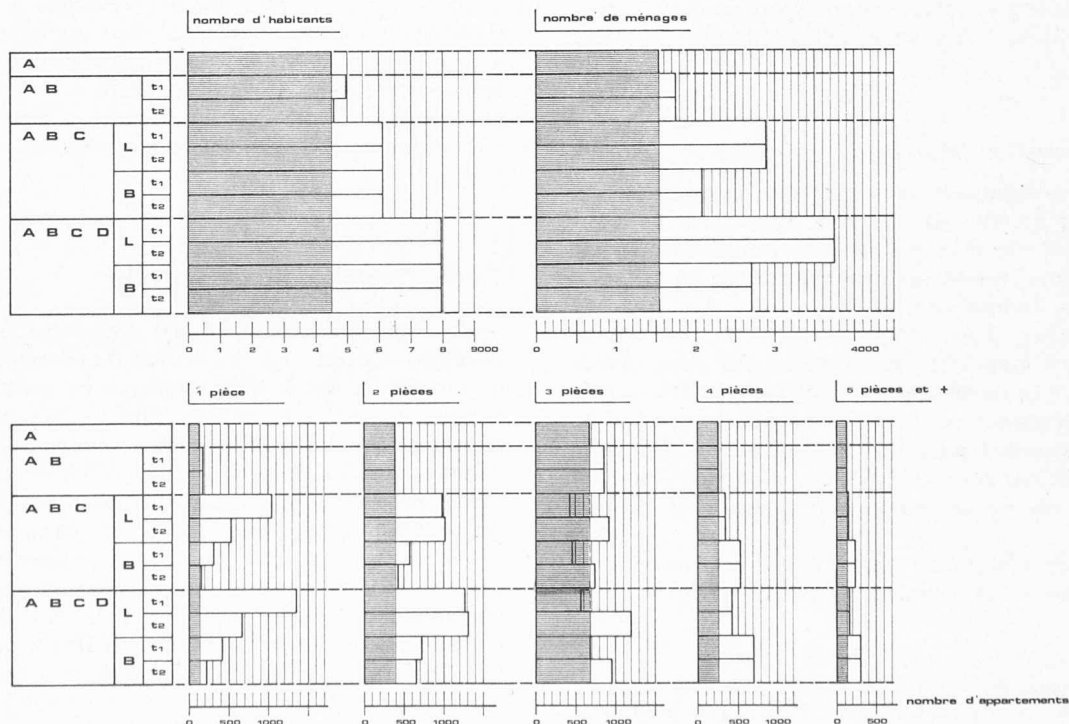 nombre d'habitants
nombre de ménages
A
A B t1
t2
A B C L t1
t2
B t1
t2
A B C D L t1
t2
B t1
t2
0 1 2 3 4 5 6 7 8 9000
0 1 2 4000
1 pièce
2 pièces
3 pièces
4 pièces
5 pièces et +
A
A B t1
t2
A B C L t1
t2
B t1
t2
A B C D L t1
t2
B t1
t2
0 500 1000
0 500 1000
0 500 1000
0 500 1000
0 500
nombre d'appartements